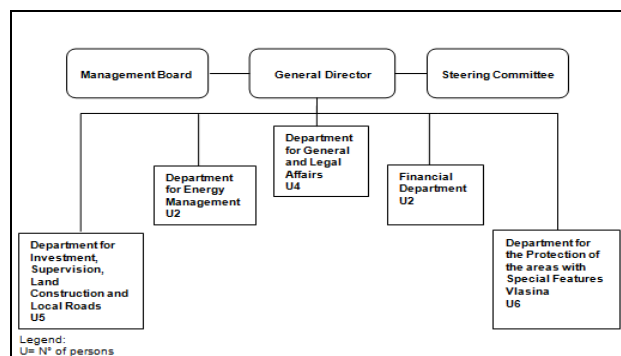 Management Board
General Director
Steering Committee
Department
for General
and Legal
Affairs
U4
Department
for Energy
Management
U2
Financial
Department
U2
Department for
Investment,
Supervision,
Land
Construction and
Local Roads
U5
Department for
the Protection of
the areas with
Special Features
Vlasina
U6
Legend:
U= N° of persons